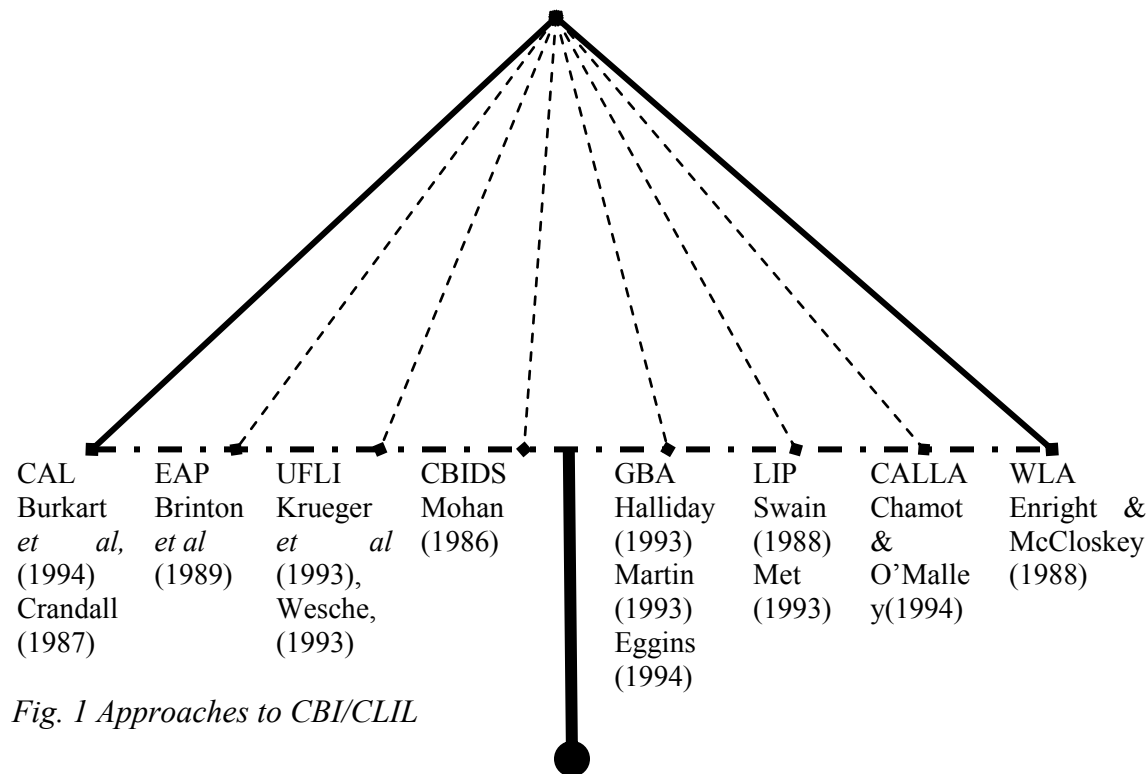 CAL
Burkart
et al,
(1994)
Crandall
(1987)
EAP
Brinton
et al
(1989)
UFLI
Krueger
et al
(1993),
Wesche,
(1993)
CBIDS
Mohan
(1986)
GBA
Halliday
(1993)
Martin
(1993)
Eggins
(1994)
LIP
Swain
(1988)
Met
(1993)
CALLA
Chamot
&
O’Malle
y(1994)
WLA
Enright &
McCloskey
(1988)
Fig. 1 Approaches to CBI/CLIL